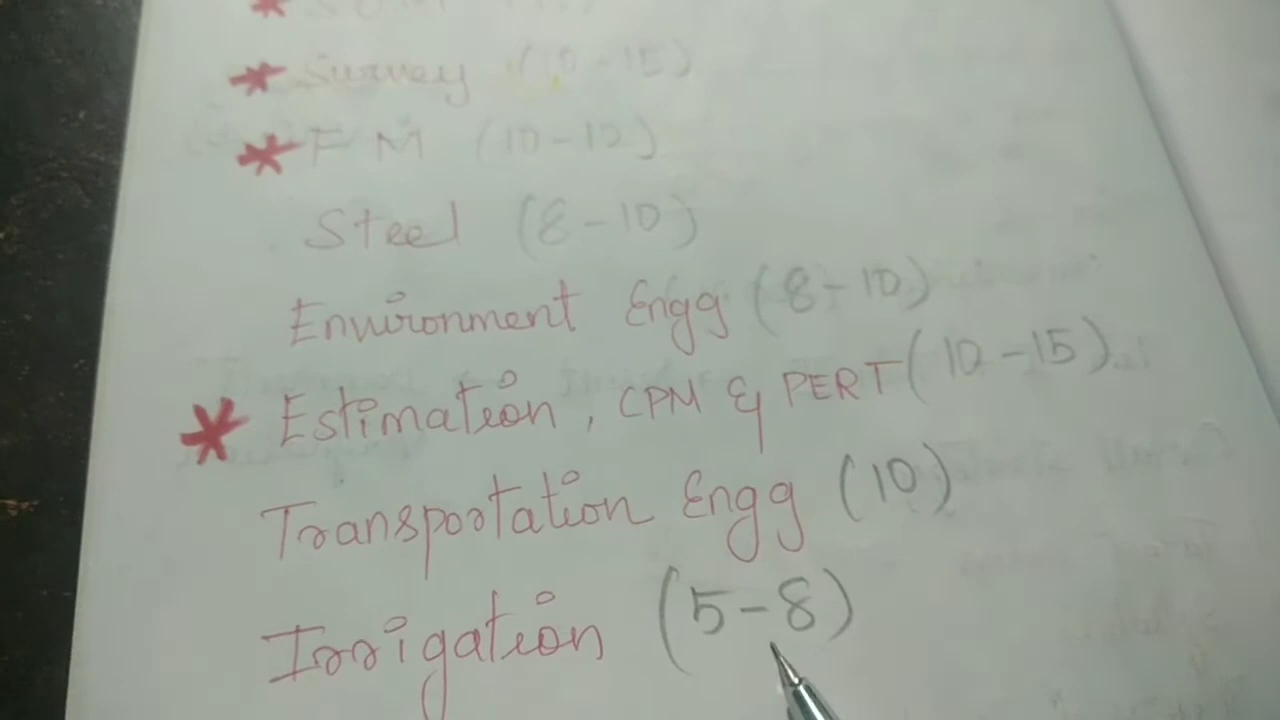 * Survey (10-15)
* FM (10-12)
Steel (8-10)
Environment Engg (8-10)
* Estimation, CPM & PERT (10-15)
Transportation Engg (10)
Irrigation (5-8)